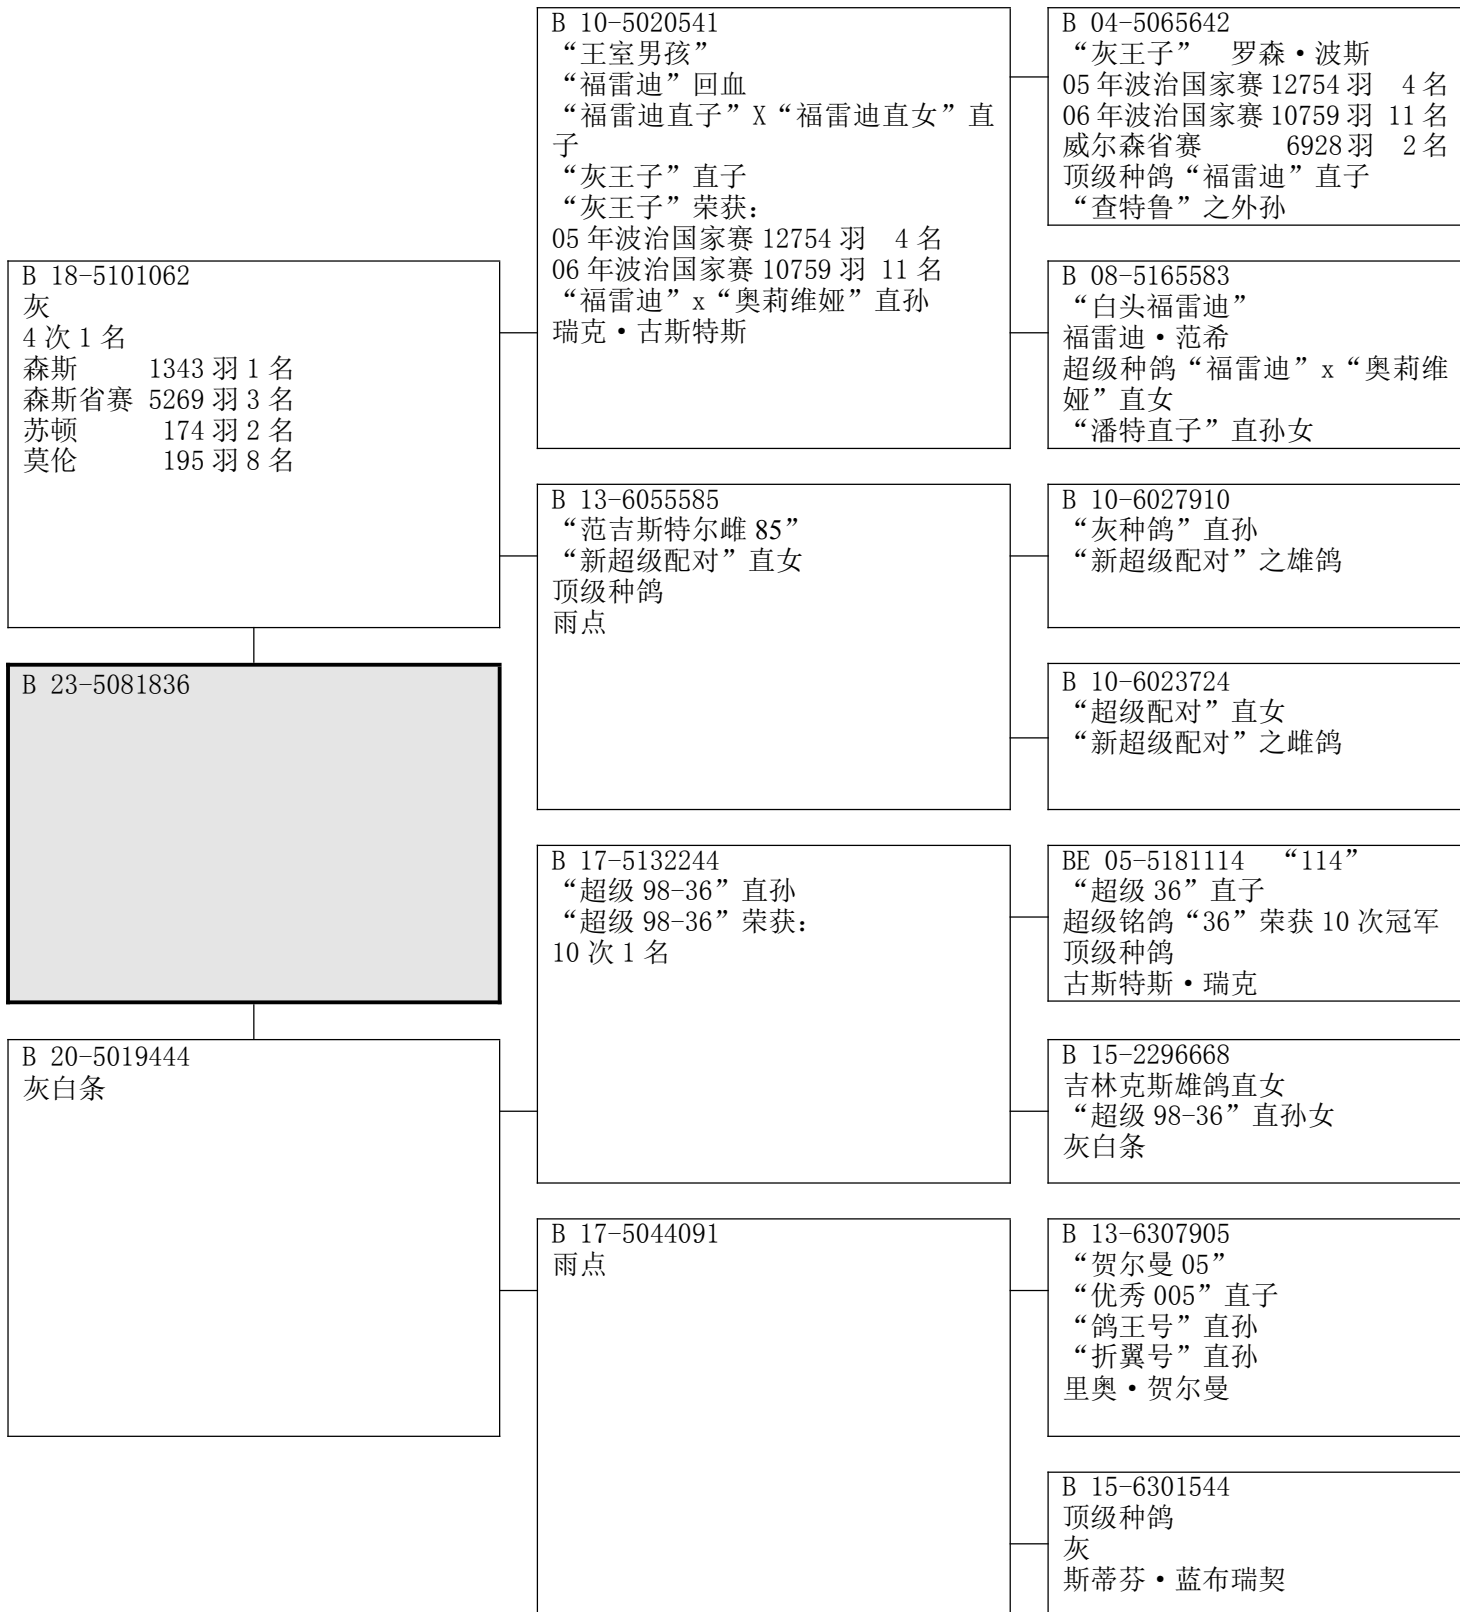 B 18-5101062
灰
4 次 1 名
森斯 1343 羽 1 名
森斯省赛 5269 羽 3 名
苏顿 174 羽 2 名
莫伦 195 羽 8 名
B 23-5081836
B 20-5019444
灰白条
B 10-5020541
“王室男孩”
“福雷迪”回血
“福雷迪直子”X“福雷迪直女”直
子
“灰王子”直子
“灰王子”荣获：
05 年波治国家赛 12754 羽 4 名
06 年波治国家赛 10759 羽 11 名
“福雷迪”x“奥莉维娅”直孙
瑞克•古斯特斯
B 13-6055585
“范吉斯特尔雌 85”
“新超级配对”直女
顶级种鸽
雨点
B 17-5132244
“超级 98-36”直孙
“超级 98-36”荣获：
10 次 1 名
B 17-5044091
雨点
B 04-5065642
“灰王子” 罗森•波斯
05 年波治国家赛 12754 羽 4 名
06 年波治国家赛 10759 羽 11 名
威尔森省赛 6928 羽 2 名
顶级种鸽“福雷迪”直子
“查特鲁”之外孙
B 08-5165583
“白头福雷迪”
福雷迪•范希
超级种鸽“福雷迪”x“奥莉维
娅”直女
“潘特直子”直孙女
B 10-6027910
“灰种鸽”直孙
“新超级配对”之雄鸽
B 10-6023724
“超级配对”直女
“新超级配对”之雌鸽
BE 05-5181114 “114”
“超级 36”直子
超级铭鸽“36”荣获 10 次冠军
顶级种鸽
古斯特斯•瑞克
B 15-2296668
吉林克斯雄鸽直女
“超级 98-36”直孙女
灰白条
B 13-6307905
“贺尔曼 05”
“优秀 005”直子
“鸽王号”直孙
“折翼号”直孙
里奥•贺尔曼
B 15-6301544
顶级种鸽
灰
斯蒂芬•蓝布瑞契